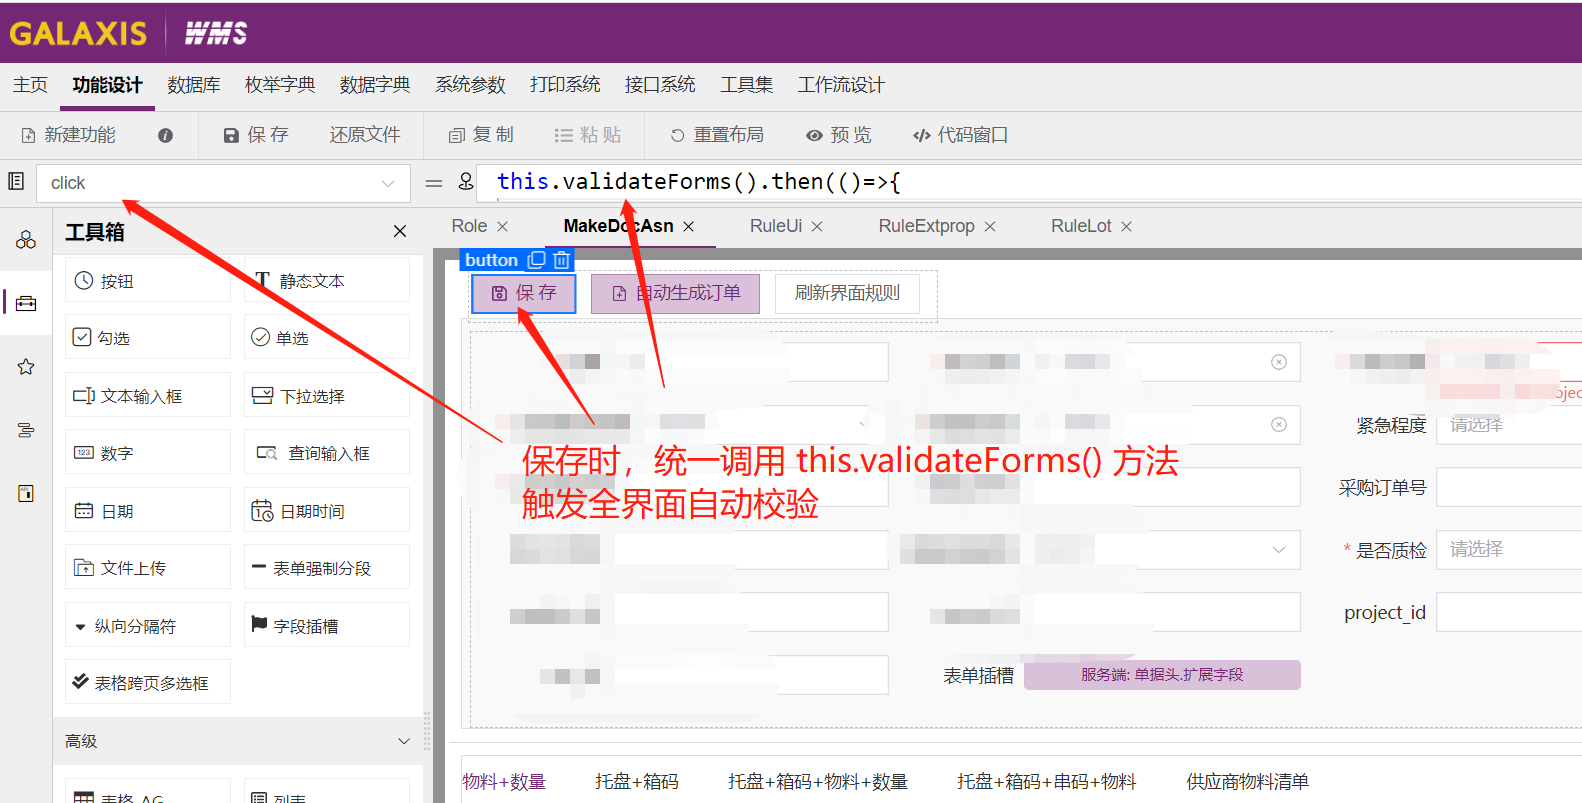 GALAXIS WMS
主页 功能设计 数据库 枚举字典 数据字典 系统参数 打印系统 接口系统 工具集 工作流设计
新建功能 保 存 还原文件 复 制 粘 贴 重置布局 预 览 代码窗口
click = this.validateForms().then(()=>{
工具箱
Role MakeDocAsn RuleUi RuleExtprop RuleLot
button
保 存 自动生成订单 刷新界面规则
按钮 静态文本
勾选 单选
文本输入框 下拉选择
数字 查询输入框
日期 日期时间
文件上传 表单强制分段
纵向分隔符 字段插槽
表格跨页多选框
高级
表格-AG 列表
保存时，统一调用 this.validateForms() 方法
触发全界面自动校验
紧急程度 请选择
采购订单号
* 是否质检 请选择
project_id
表单插槽 服务端: 单据头.扩展字段
物料+数量 托盘+箱码 托盘+箱码+物料+数量 托盘+箱码+串码+物料 供应商物料清单